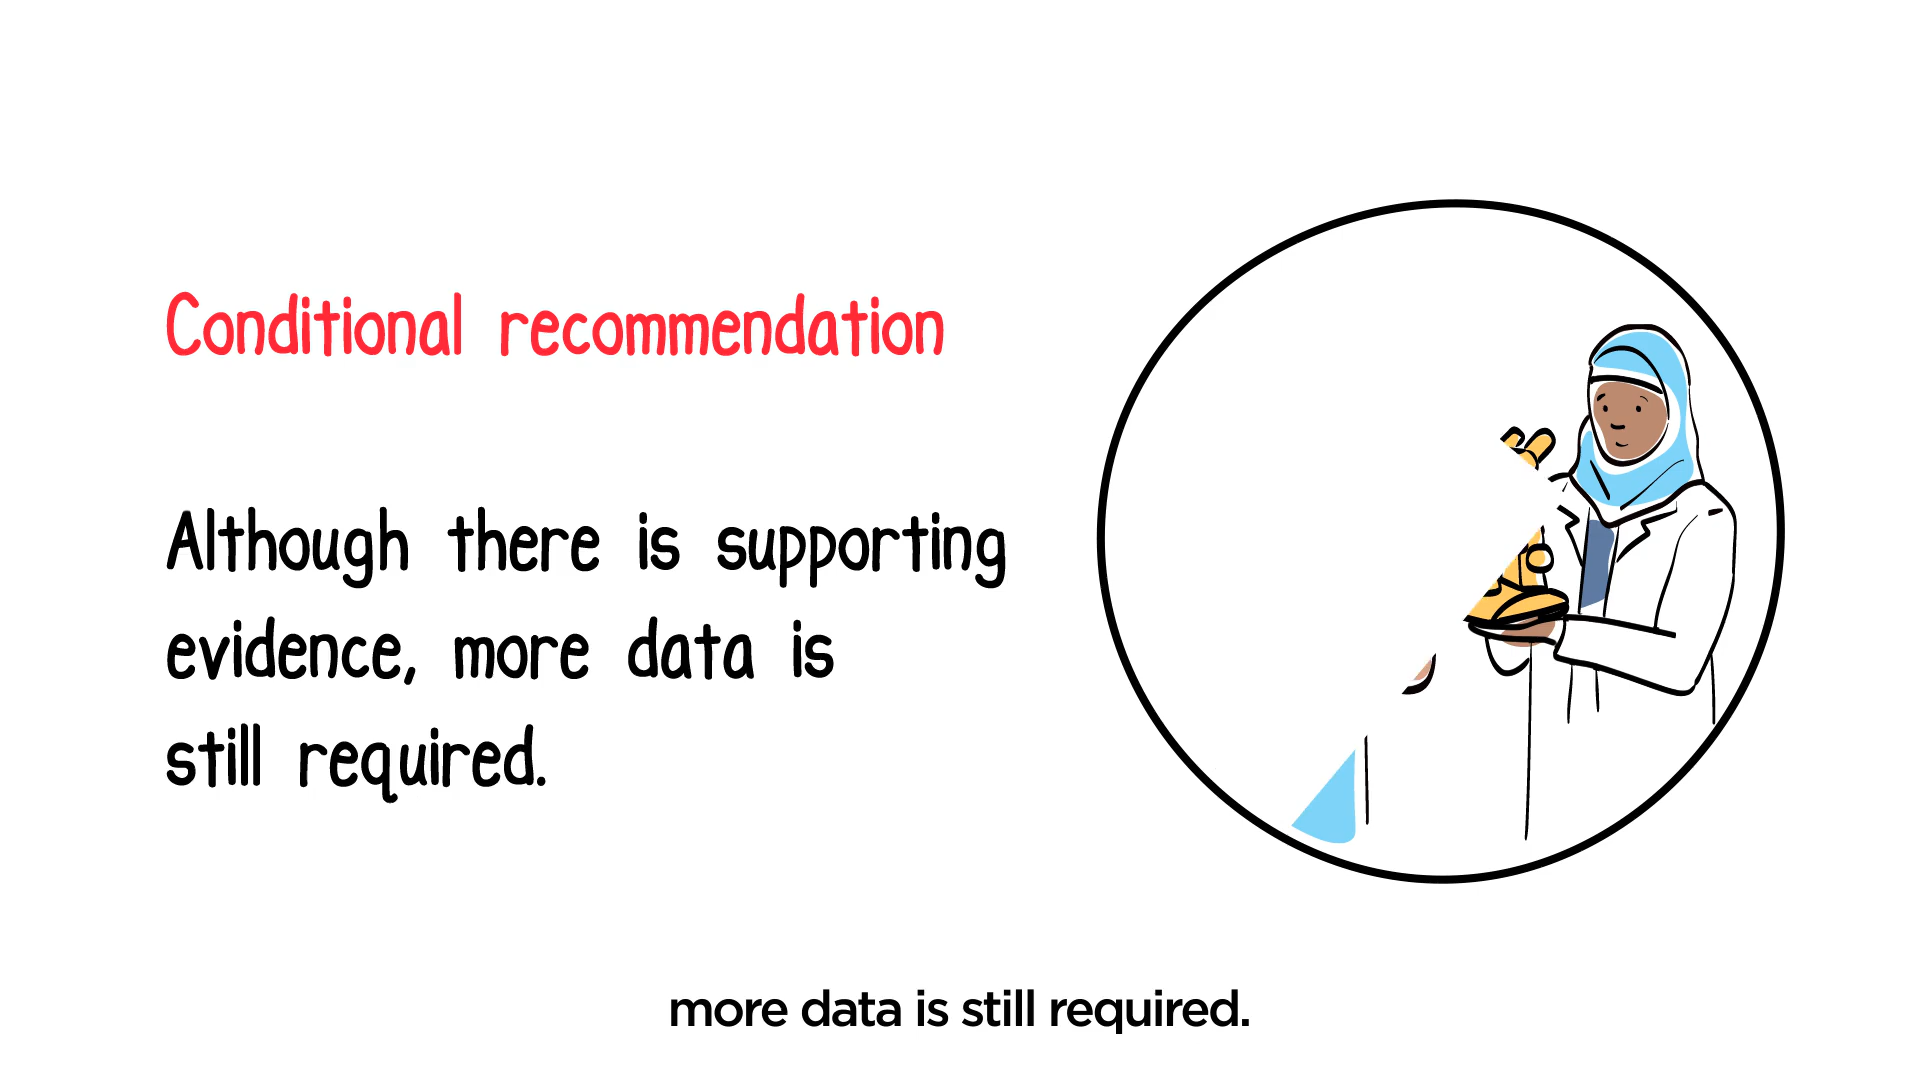 Conditional recommendation
Although there is supporting
evidence, more data is
still required.
more data is still required.